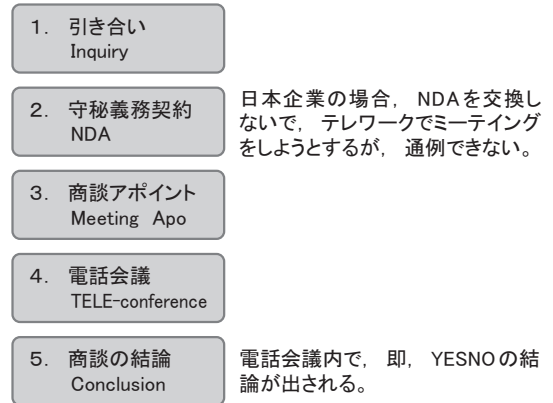 1. 引き合い
Inquiry
2. 守秘義務契約
NDA
日本企業の場合, NDAを交換し
ないで, テレワークでミーテイング
をしようとするが, 通例できない。
3. 商談アポイント
Meeting Apo
4. 電話会議
TELE-conference
5. 商談の結論
Conclusion
電話会議内で, 即, YESNOの結
論が出される。